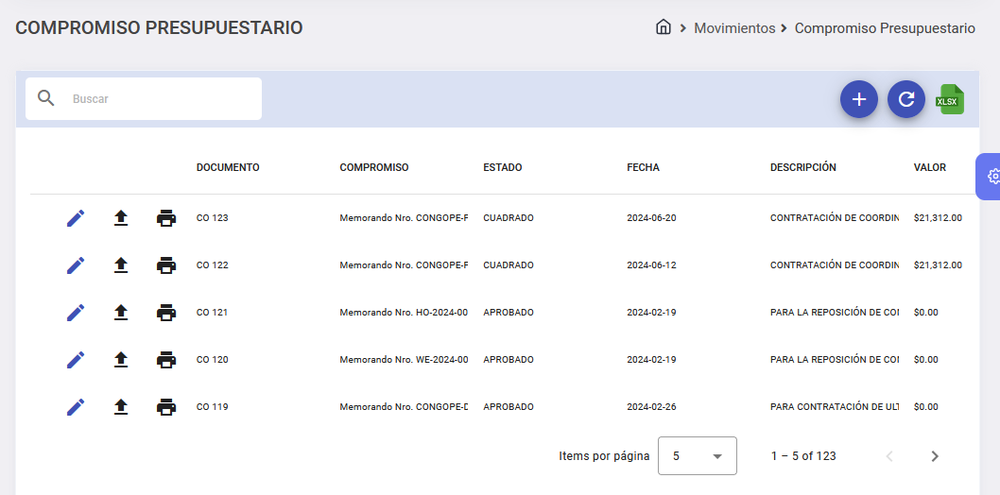 COMPROMISO PRESUPUESTARIO
Movimientos Compromiso Presupuestario
Buscar XLSX
DOCUMENTO COMPROMISO ESTADO FECHA DESCRIPCIÓN VALOR
CO 123 Memorando Nro. CONGOPE-F CUADRADO 2024-06-20 CONTRATACIÓN DE COORDIN $21,312.00
CO 122 Memorando Nro. CONGOPE-F CUADRADO 2024-06-12 CONTRATACIÓN DE COORDIN $21,312.00
CO 121 Memorando Nro. HO-2024-00 APROBADO 2024-02-19 PARA LA REPOSICIÓN DE $0.00
CO 120 Memorando Nro. WE-2024-00 APROBADO 2024-02-19 PARA LA REPOSICIÓN DE $0.00
CO 119 Memorando Nro. CONGOPE-D APROBADO 2024-02-26 PARA CONTRATACIÓN DE $0.00
Items por página 5 1 – 5 of 123